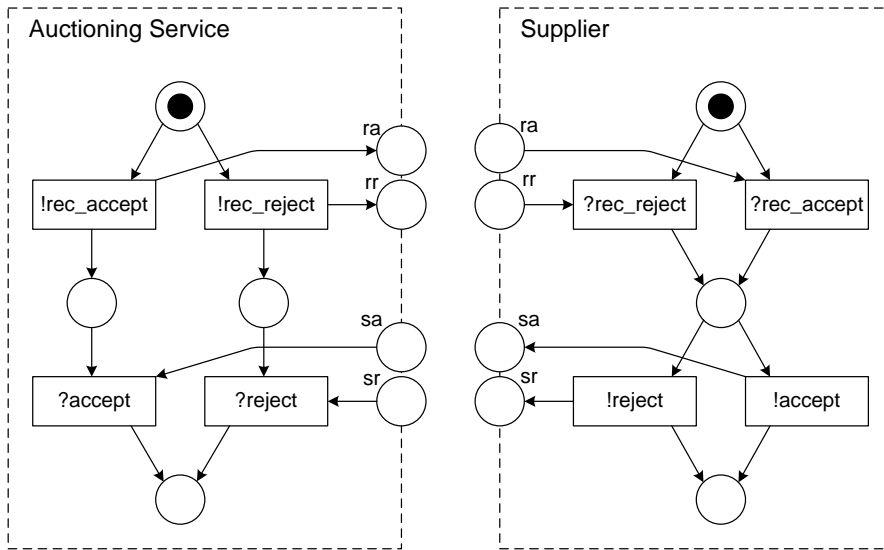 Auctioning Service
ra
!rec_accept
!rec_reject
rr
sa
?accept
?reject
sr
Supplier
ra
rr
?rec_reject
?rec_accept
sa
sr
!reject
!accept